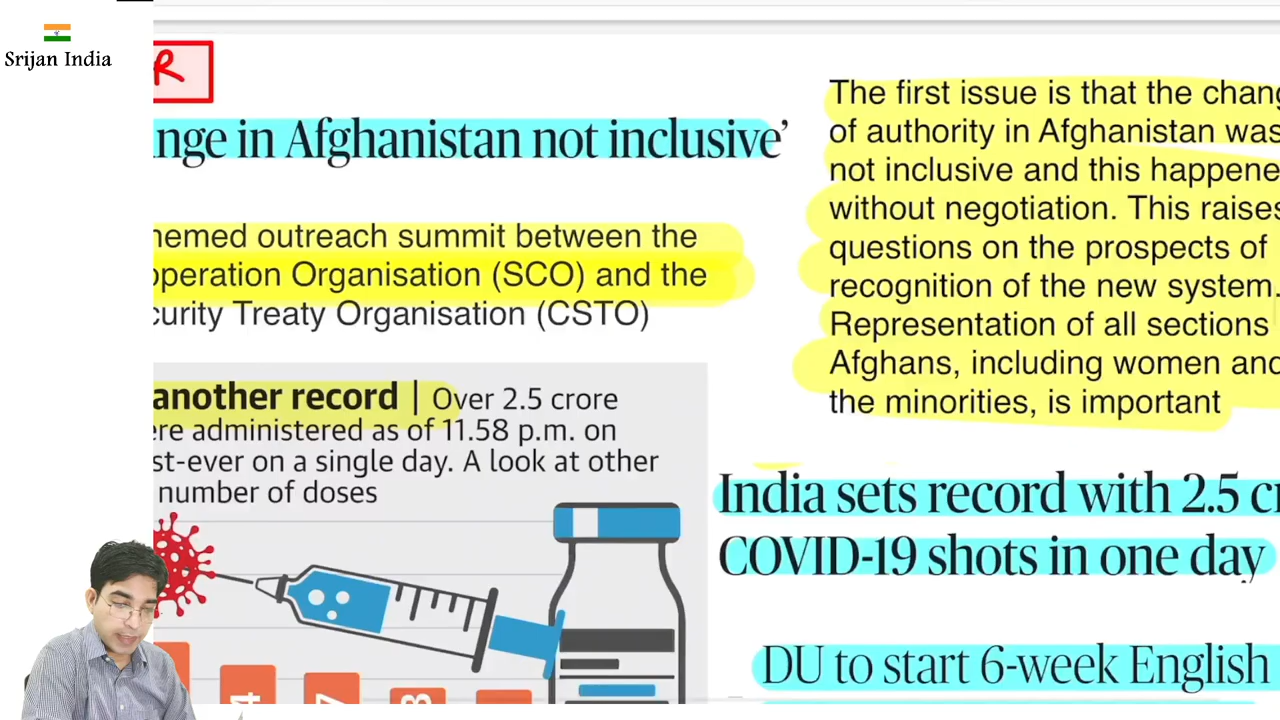 Srijan India
R
nge in Afghanistan not inclusive’
hemed outreach summit between the
operation Organisation (SCO) and the
curity Treaty Organisation (CSTO)
another record | Over 2.5 crore
ere administered as of 11.58 p.m. on
st-ever on a single day. A look at other
number of doses
The first issue is that the chang
of authority in Afghanistan was
not inclusive and this happene
without negotiation. This raises
questions on the prospects of
recognition of the new system.
Representation of all sections
Afghans, including women and
the minorities, is important
India sets record with 2.5 cr
COVID-19 shots in one day
DU to start 6-week English